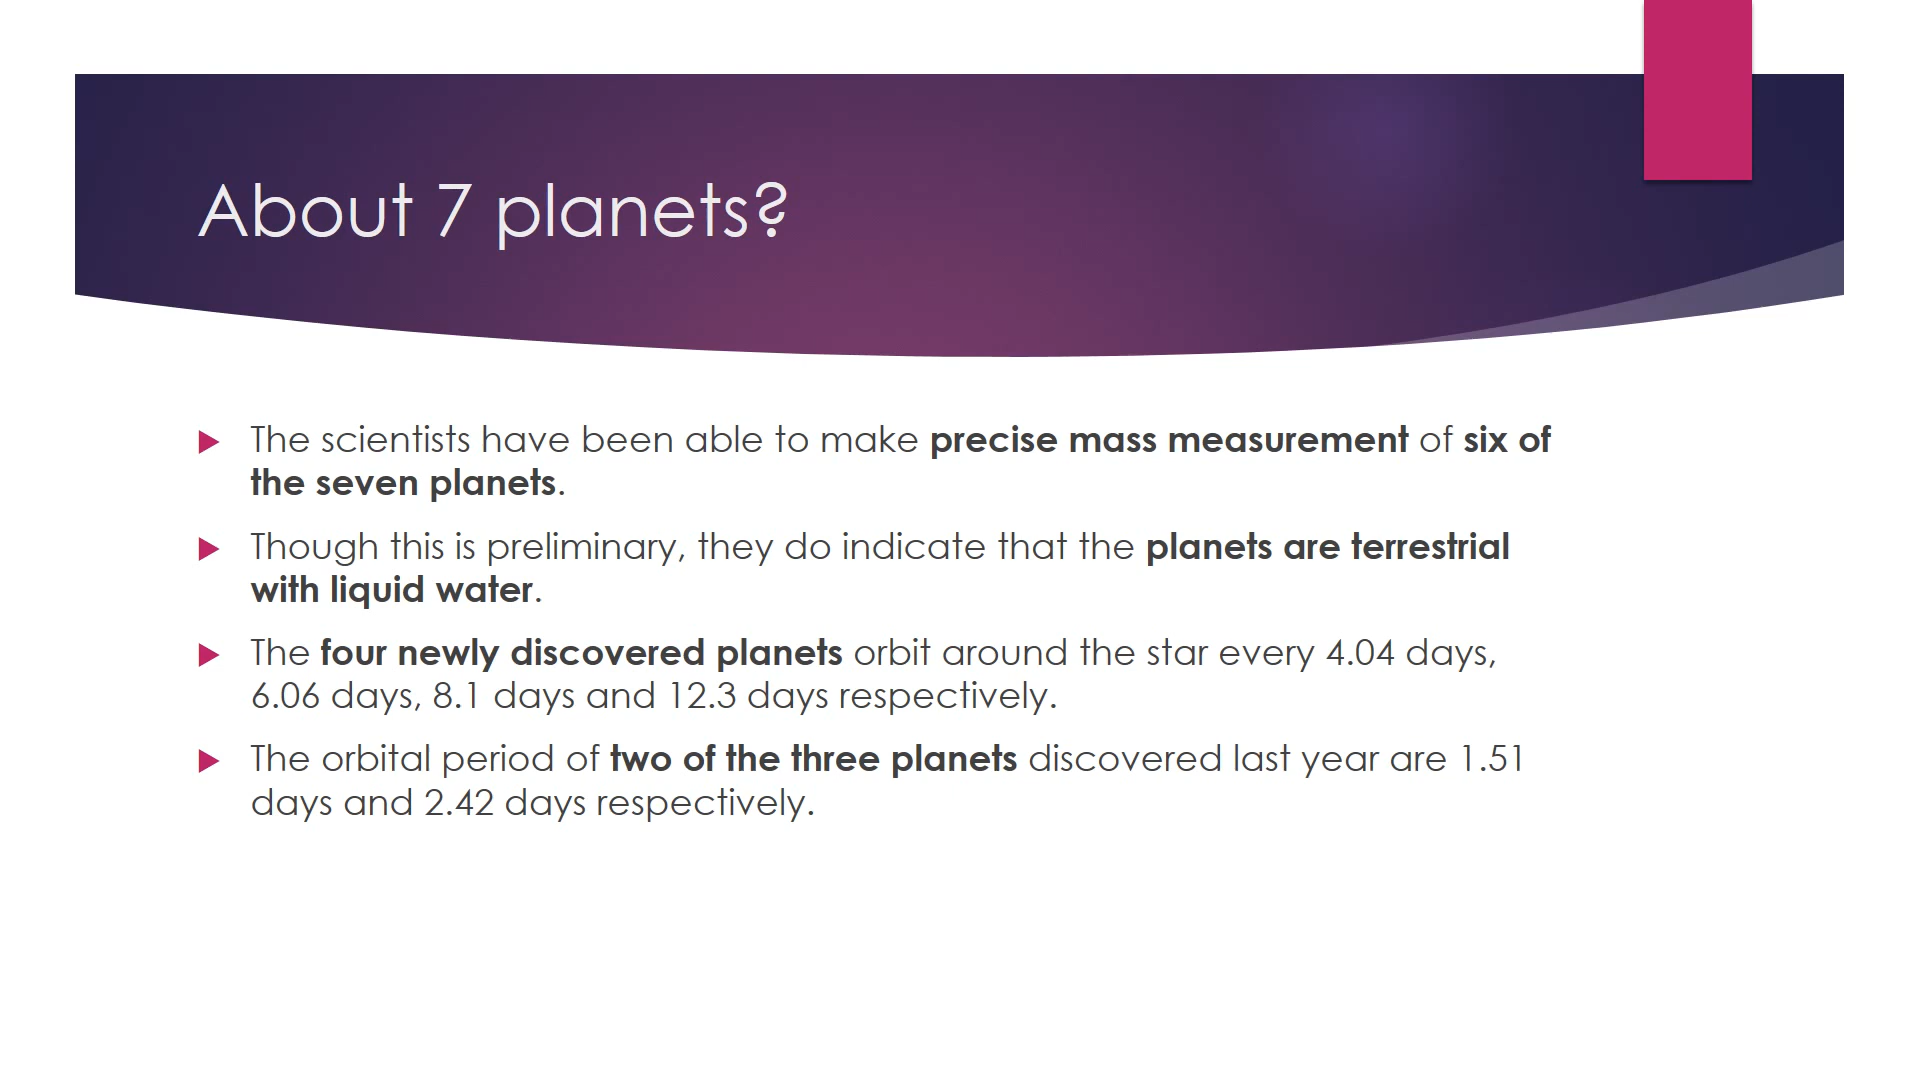 About 7 planets?
The scientists have been able to make precise mass measurement of six of
the seven planets.
Though this is preliminary, they do indicate that the planets are terrestrial
with liquid water.
The four newly discovered planets orbit around the star every 4.04 days,
6.06 days, 8.1 days and 12.3 days respectively.
The orbital period of two of the three planets discovered last year are 1.51
days and 2.42 days respectively.